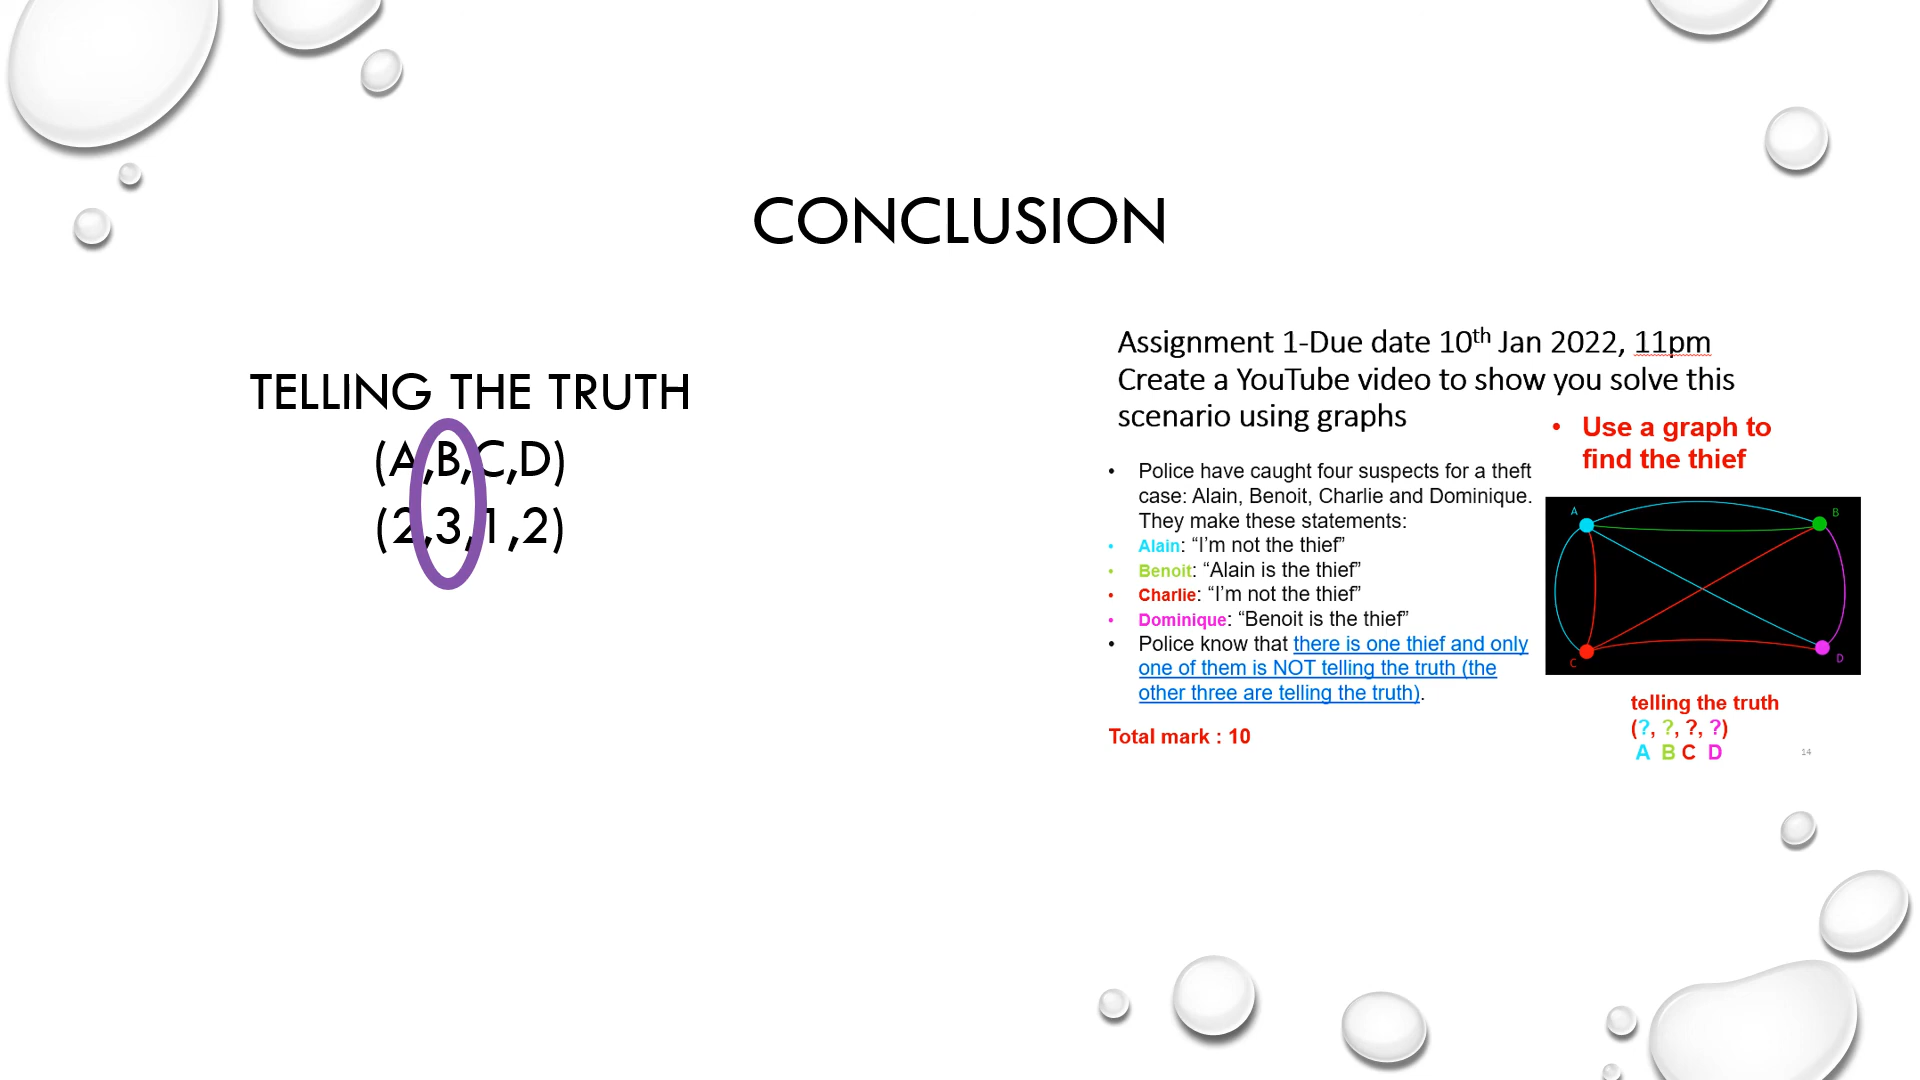 CONCLUSION
TELLING THE TRUTH
(A,B,C,D)
(2,3,1,2)
Assignment 1-Due date 10th Jan 2022, 11pm
Create a YouTube video to show you solve this
scenario using graphs
• Use a graph to
find the thief
• Police have caught four suspects for a theft
case: Alain, Benoit, Charlie and Dominique.
They make these statements:
• Alain: “I’m not the thief”
• Benoit: “Alain is the thief”
• Charlie: “I’m not the thief”
• Dominique: “Benoit is the thief”
• Police know that there is one thief and only
one of them is NOT telling the truth (the
other three are telling the truth).
Total mark : 10
A
B
C
D
telling the truth
(?, ?, ?, ?)
A B C D
14